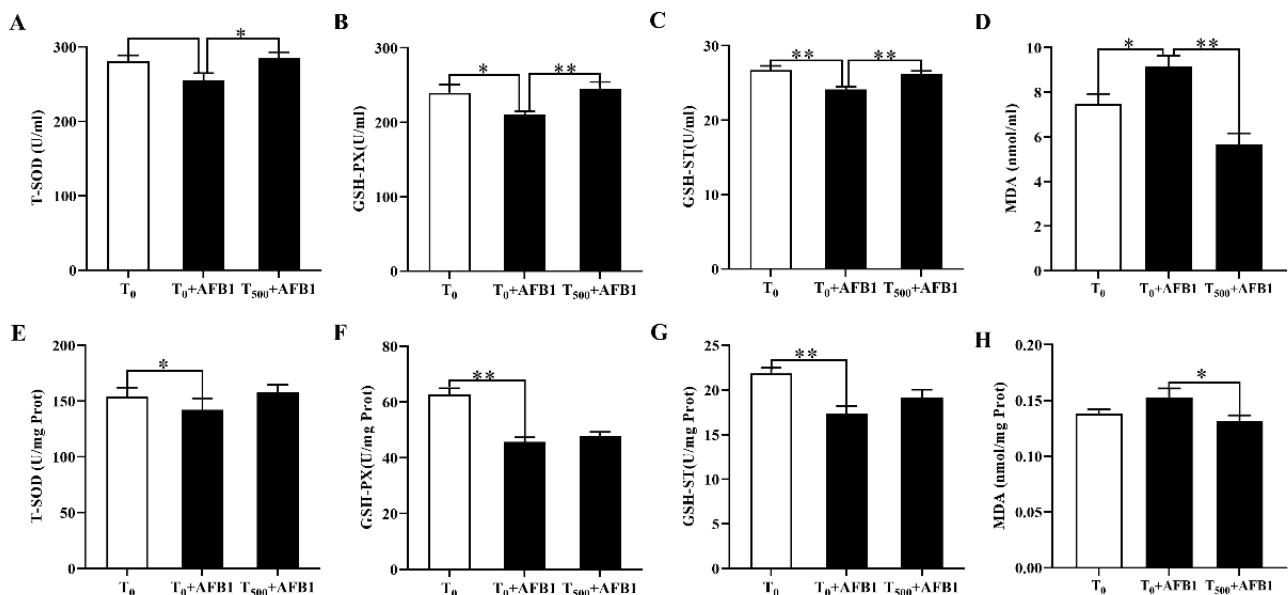 A
T-SOD (U/ml)
300
200
100
0
*
T0
T0+AFB1
T500+AFB1
B
GSH-PX(U/ml)
300
200
100
0
*
**
T0
T0+AFB1
T500+AFB1
C
GSH-ST(U/ml)
30
20
10
0
**
**
T0
T0+AFB1
T500+AFB1
D
MDA (nmol/ml)
10
8
6
4
2
0
*
**
T0
T0+AFB1
T500+AFB1
E
T-SOD (U/mg Prot)
200
150
100
50
0
*
T0
T0+AFB1
T500+AFB1
F
GSH-PX(U/mg Prot)
80
60
40
20
0
**
T0
T0+AFB1
T500+AFB1
G
GSH-ST(U/mg Prot)
25
20
15
10
5
0
**
T0
T0+AFB1
T500+AFB1
H
MDA (nmol/mg Prot)
0.20
0.15
0.10
0.05
0.00
*
T0
T0+AFB1
T500+AFB1